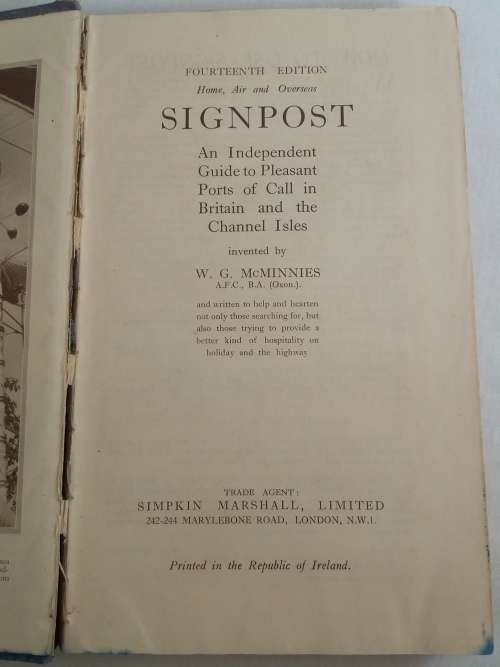 FOURTEENTH EDITION
Home, Air and Overseas
SIGNPOST
An Independent
Guide to Pleasant
Ports of Call in
Britain and the
Channel Isles
invented by
W. G. McMINNIES
A.F.C., B.A. (Oxon.)
and written to help and hearten
not only those searching for, but
also those trying to provide a
better kind of hospitality on
holiday and the highway
TRADE AGENT:
SIMPKIN MARSHALL, LIMITED
242-244 MARYLEBONE ROAD, LONDON, N.W.1.
Printed in the Republic of Ireland.